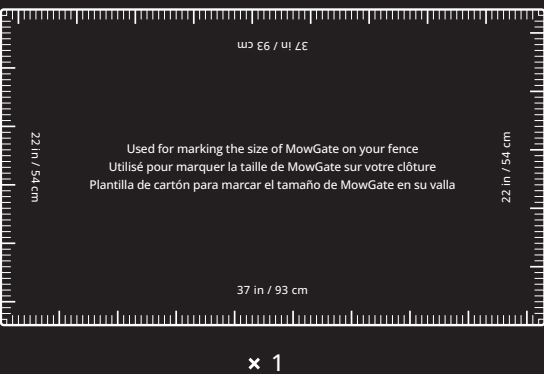 37 in / 93 cm
22 in / 54 cm
Used for marking the size of MowGate on your fence
Utilisé pour marquer la taille de MowGate sur votre clôture
Plantilla de cartón para marcar el tamaño de MowGate en su valla
22 in / 54 cm
37 in / 93 cm
× 1